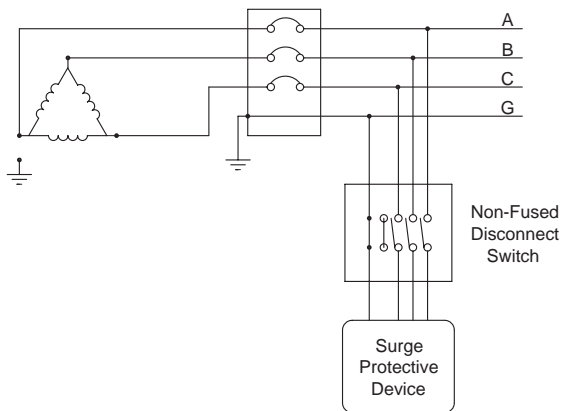 A
B
C
G
Non-Fused
Disconnect
Switch
Surge
Protective
Device